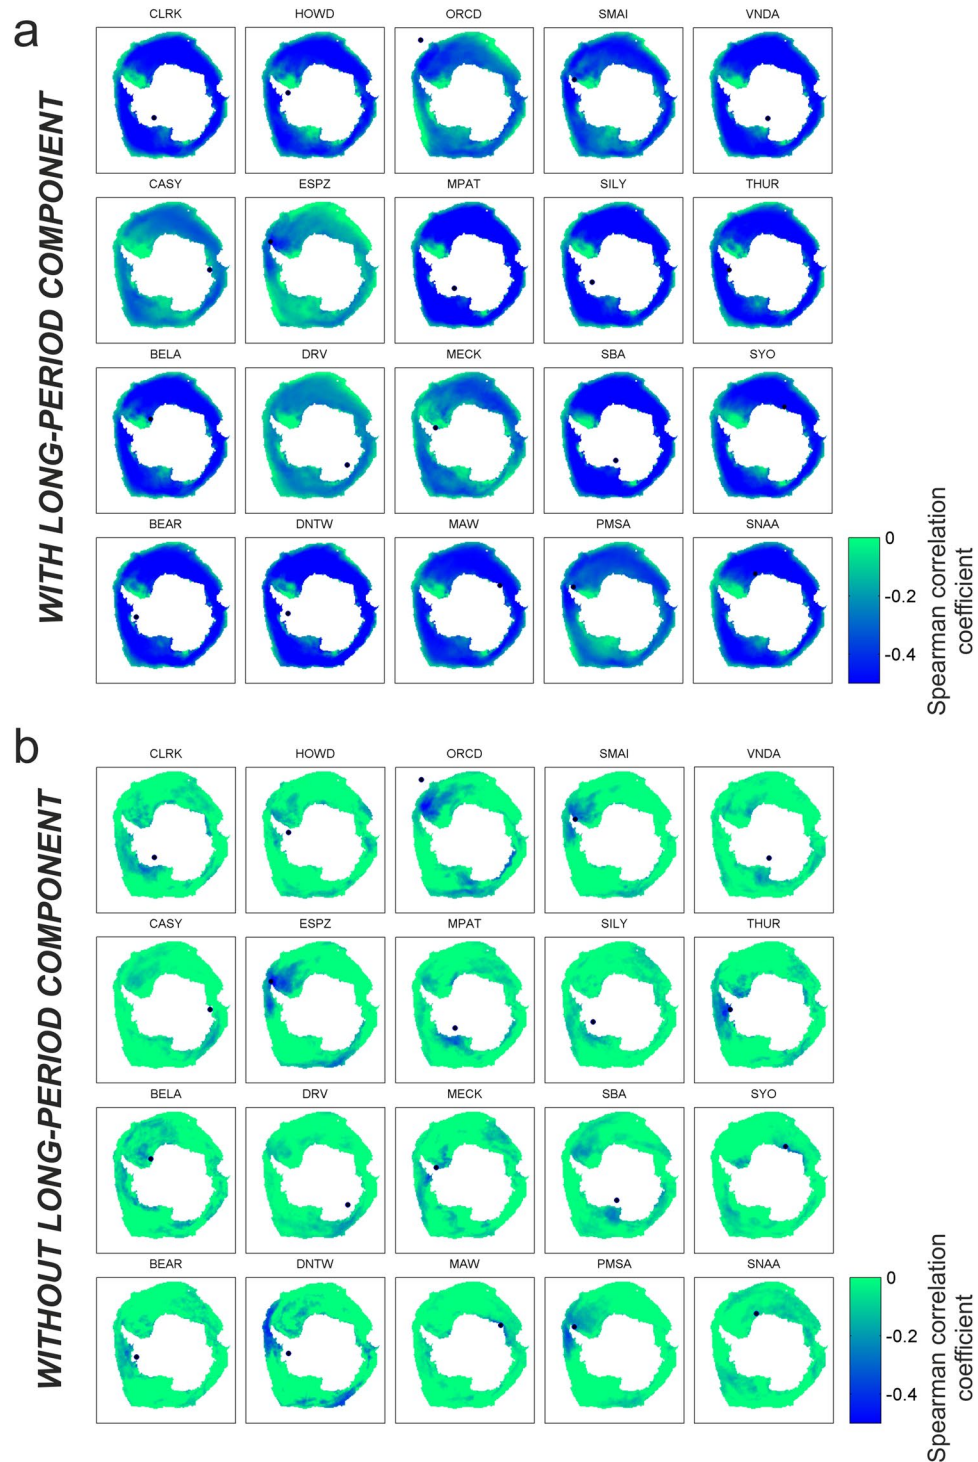 a
WITH LONG-PERIOD COMPONENT
CLRK HOWD ORCD SMAI VNDA
CASY ESPZ MPAT SILY THUR
BELA DRV MECK SBA SYO
BEAR DNTW MAW PMSA SNAA
0
-0.2
-0.4
Spearman correlation
coefficient
b
WITHOUT LONG-PERIOD COMPONENT
CLRK HOWD ORCD SMAI VNDA
CASY ESPZ MPAT SILY THUR
BELA DRV MECK SBA SYO
BEAR DNTW MAW PMSA SNAA
0
-0.2
-0.4
Spearman correlation
coefficient